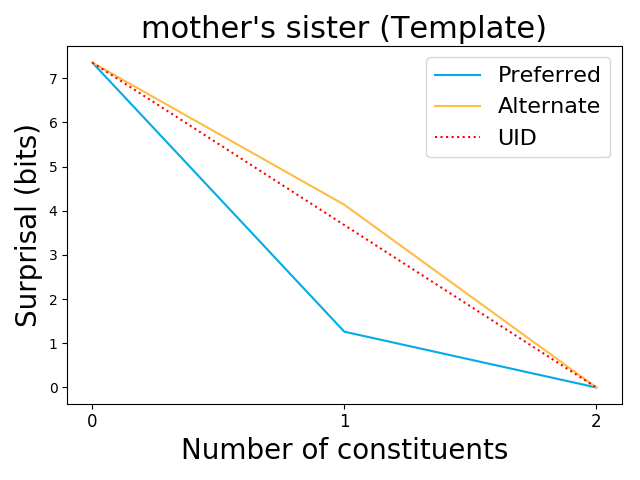 mother's sister (Template)
Preferred
Alternate
UID
Surprisal (bits)
7
6
5
4
3
2
1
0
0 1 2
Number of constituents